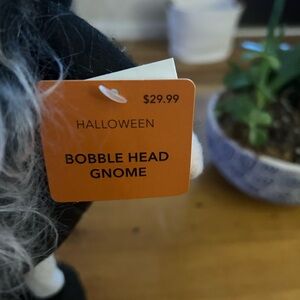 $29.99
HALLOWEEN
BOBBLE HEAD
GNOME